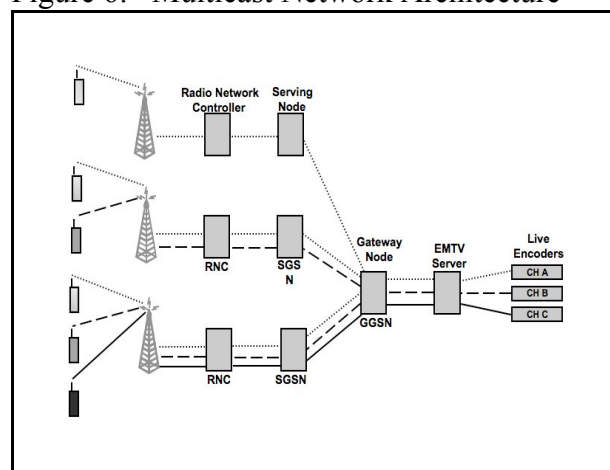 Figure 6. Multicast Network Architecture
Radio Network
Controller
Serving
Node
RNC
SGS
N
Gateway
Node
GGSN
EMTV
Server
Live
Encoders
CH A
CH B
CH C
RNC
SGSN